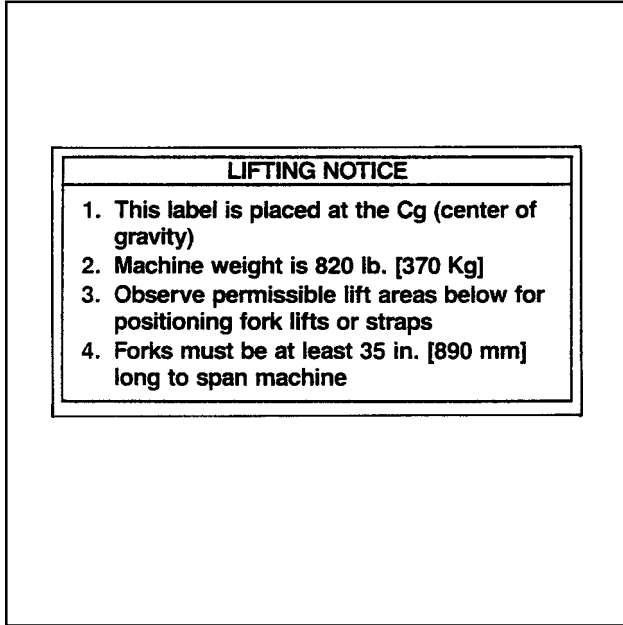 LIFTING NOTICE
1. This label is placed at the Cg (center of
gravity)
2. Machine weight is 820 lb. [370 Kg]
3. Observe permissible lift areas below for
positioning fork lifts or straps
4. Forks must be at least 35 in. [890 mm]
long to span machine